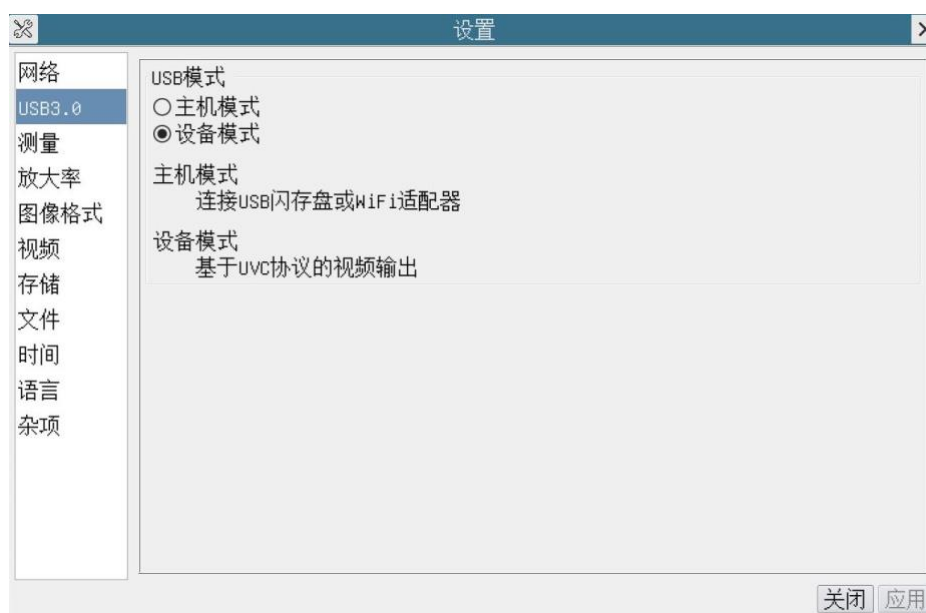 设置
网络
USB3.0
测量
放大率
图像格式
视频
存储
文件
时间
语言
杂项
USB模式
主机模式
设备模式
主机模式
连接USB闪存盘或WiFi适配器
设备模式
基于UVC协议的视频输出
关闭
应用